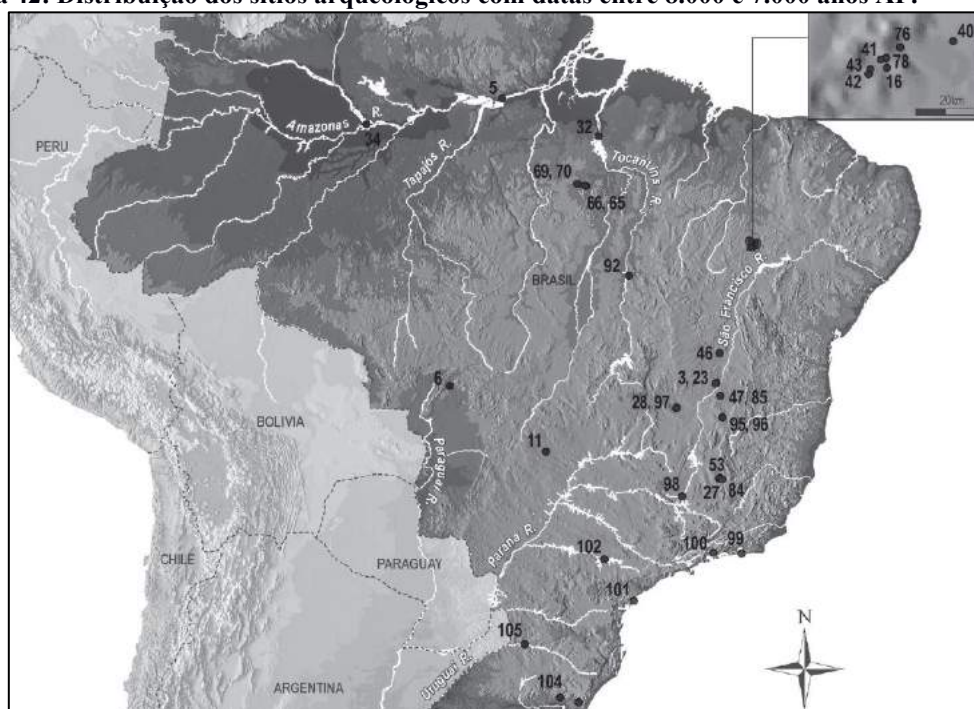 42: Distribuição dos sítios arqueológicos com datas entre 8.000 e 7.000 anos AP.
76
40
41
78
43
42
16
20km
5
Amazonas R.
34
32
PERU
Tapajós R.
Tocantins R.
69, 70
66, 65
92
BRASIL
São Francisco R.
46
6
3, 23
47, 85
28, 97
BOLIVIA
95, 96
11
Paraguai R.
53
98
27
84
Paraná R.
100
99
CHILE
PARAGUAY
102
101
N
105
Uruguai R.
104
ARGENTINA